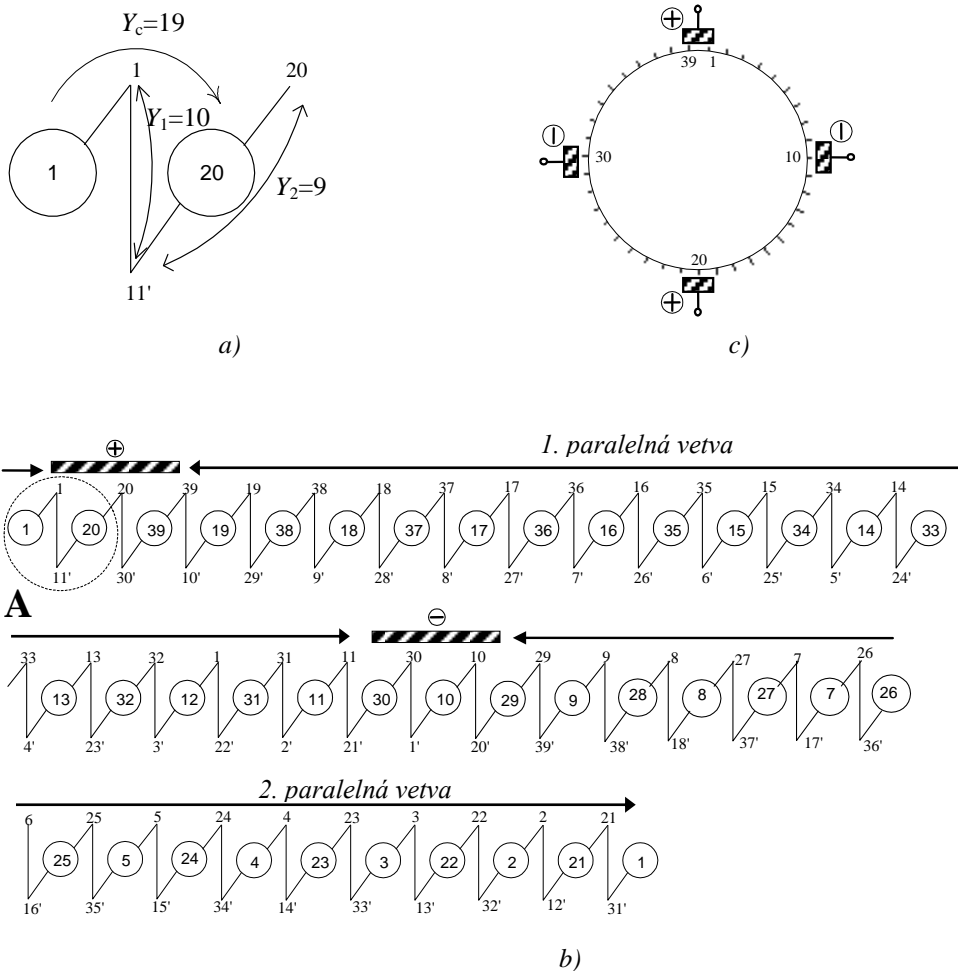 Yc=19
1
20
Y1=10
1
20
Y2=9
11'
a)
39 1
30
10
20
c)
1. paralelná vetva
1 20 39 19 38 18 37 17 36 16 35 15 34 14
1 20 39 19 38 18 37 17 36 16 35 15 34 14 33
11' 30' 10' 29' 9' 28' 8' 27' 7' 26' 6' 25' 5' 24'
A
33 13 32 1 31 11 30 10 29 9 8 27 7 26
13 32 12 31 11 30 10 29 9 28 8 27 7 26
4' 23' 3' 22' 2' 21' 1' 20' 39' 38' 18' 37' 17' 36'
2. paralelná vetva
6 25 5 24 4 23 3 22 2 21
25 5 24 4 23 3 22 2 21 1
16' 35' 15' 34' 14' 33' 13' 32' 12' 31'
b)